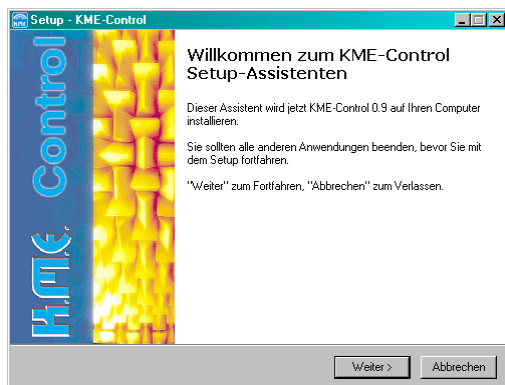 Setup - KME-Control
K.M.E. Control
Willkommen zum KME-Control
Setup-Assistenten
Dieser Assistent wird jetzt KME-Control 0.9 auf Ihren Computer
installieren.
Sie sollten alle anderen Anwendungen beenden, bevor Sie mit
dem Setup fortfahren.
"Weiter" zum Fortfahren, "Abbrechen" zum Verlassen.
Weiter >
Abbrechen